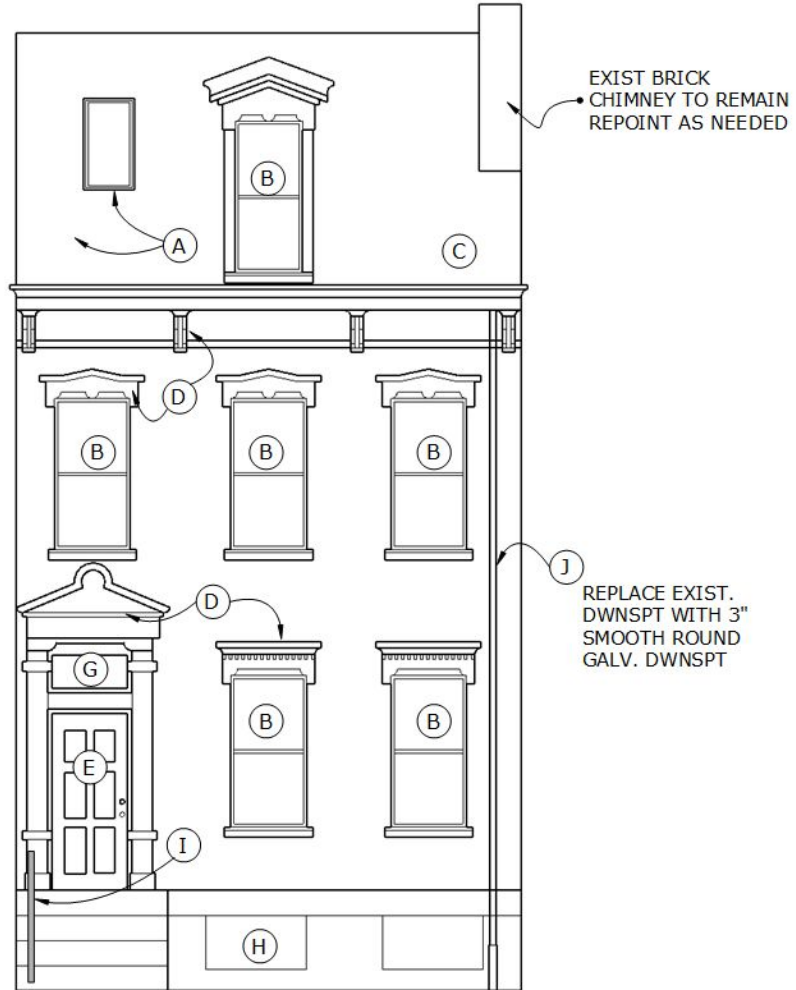 EXIST BRICK
CHIMNEY TO REMAIN
REPOINT AS NEEDED
B
A
C
D
B
B
B
J
REPLACE EXIST.
DWNSPT WITH 3"
SMOOTH ROUND
GALV. DWNSPT
D
G
B
B
E
I
H